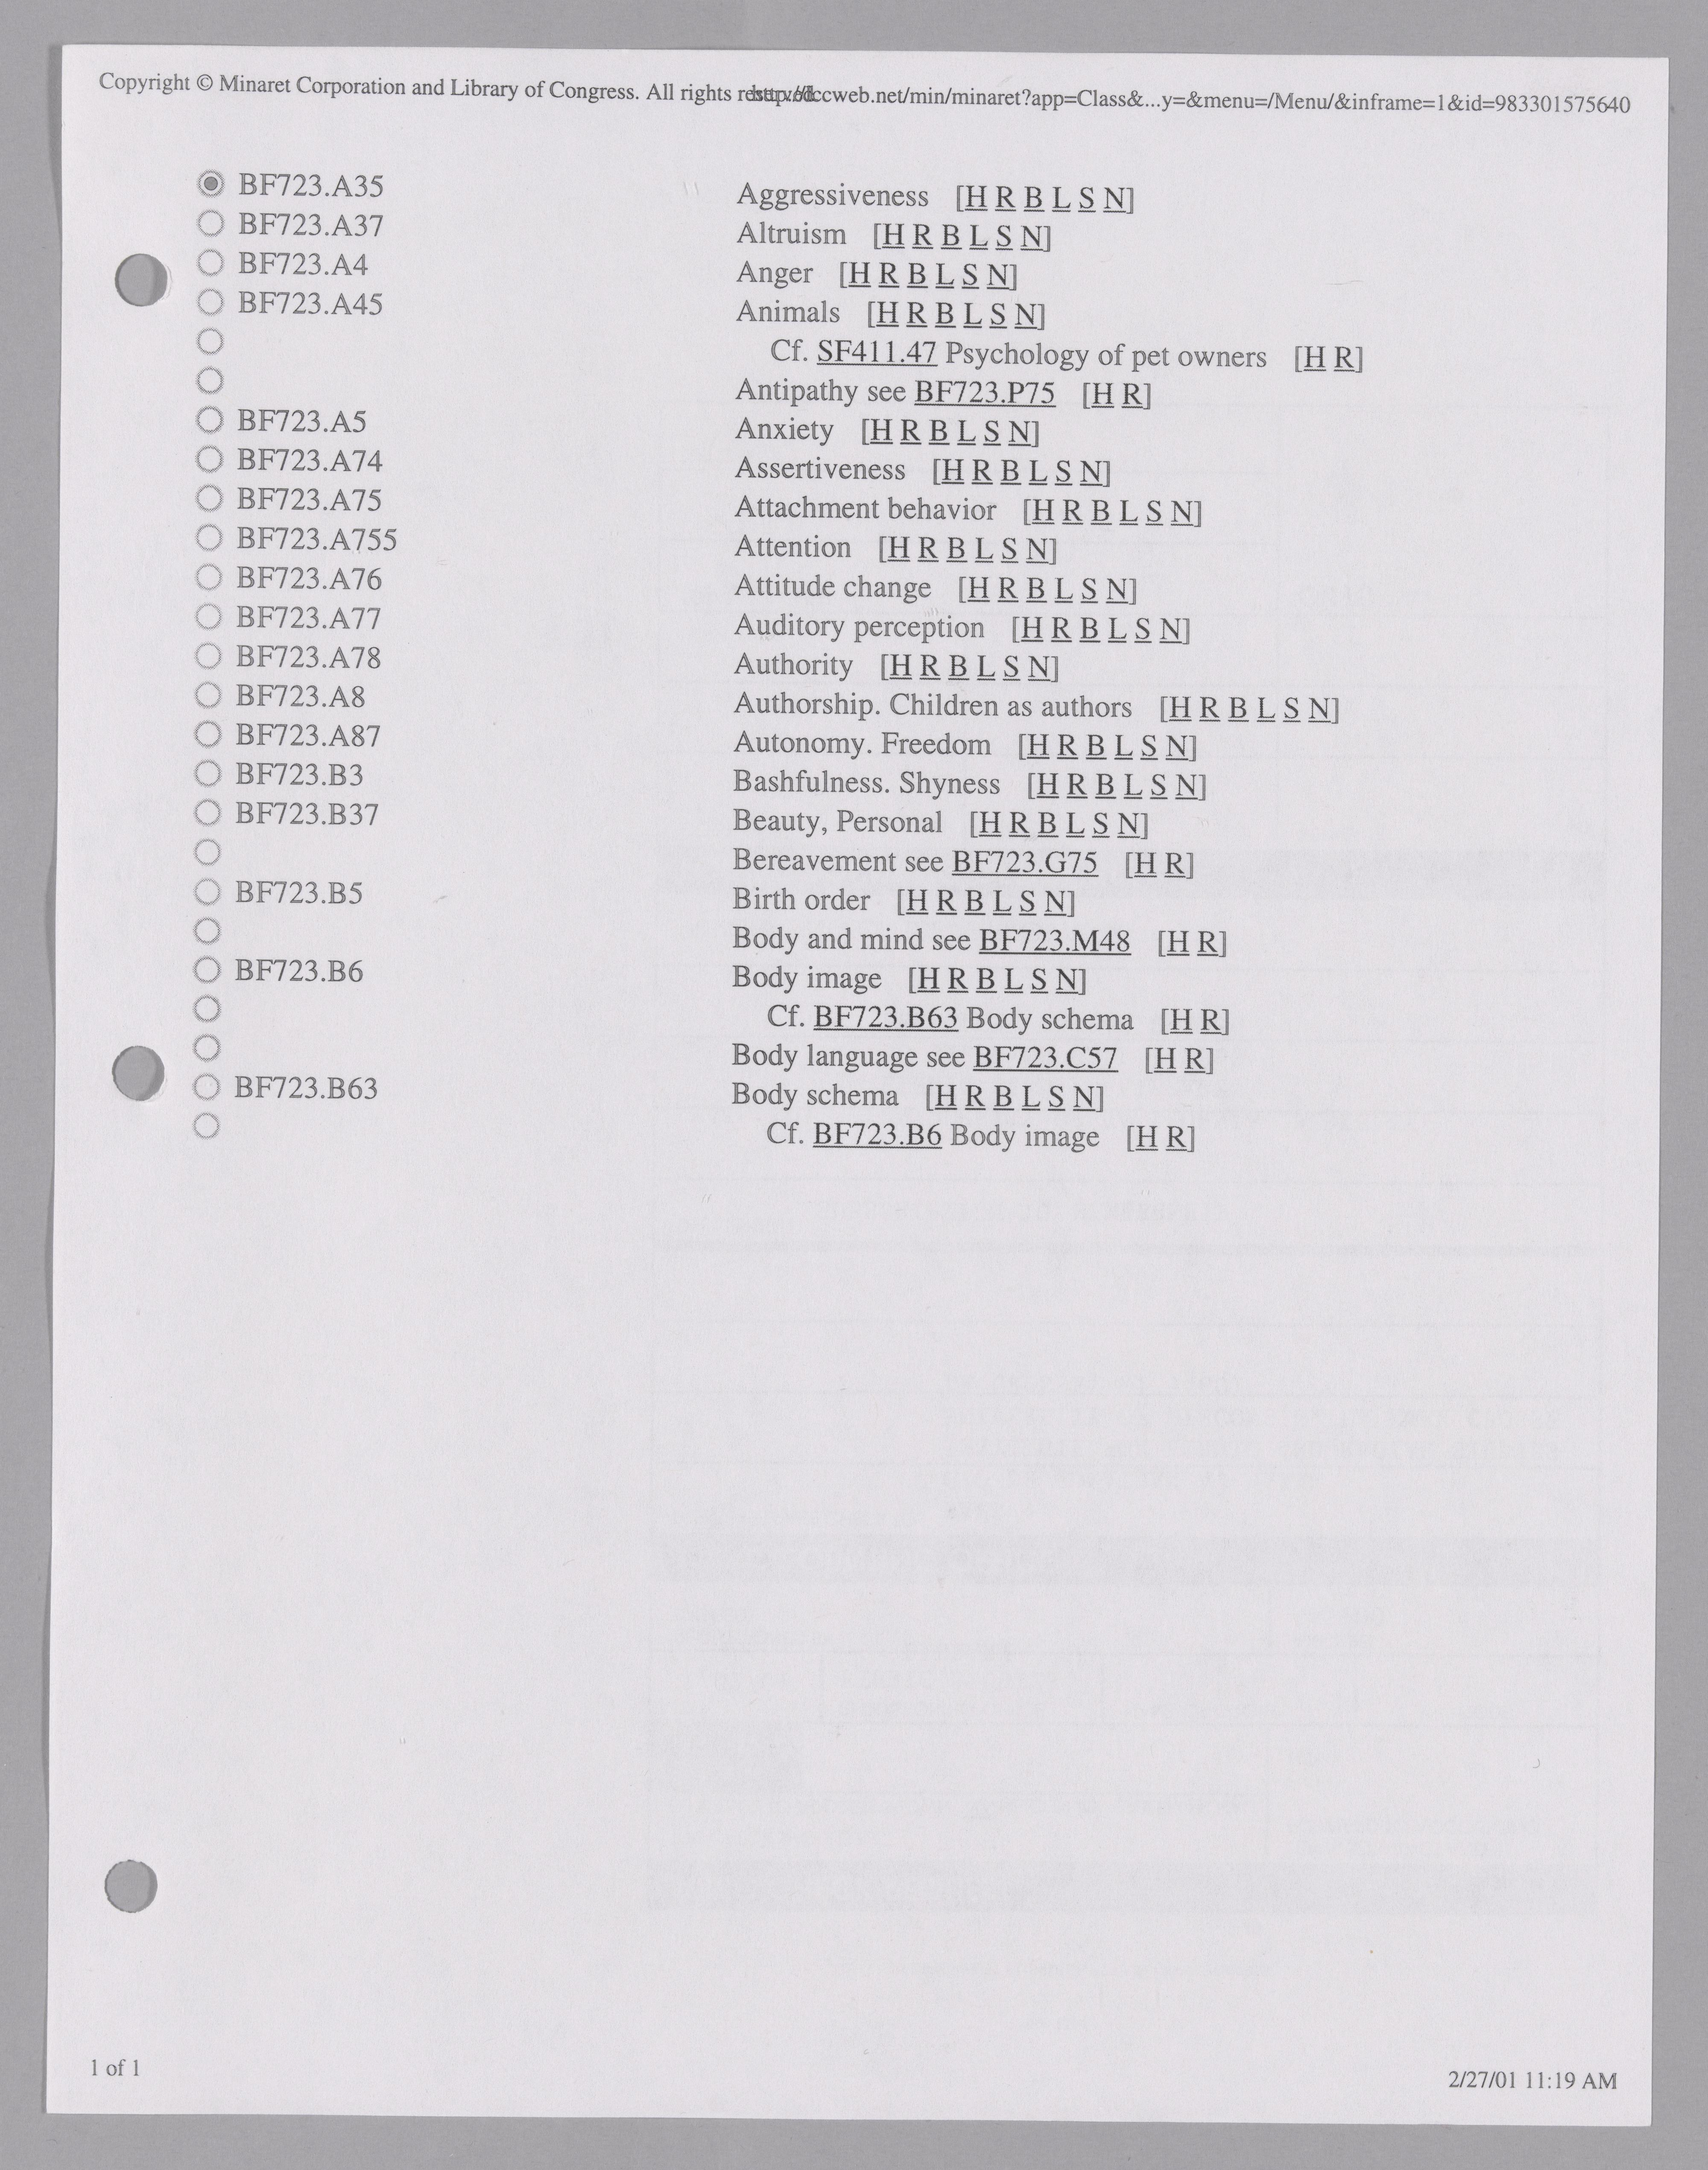 Copyright © Minaret Corporation and Library of Congress. All rights reserved. http://lccweb.net/min/minaret?app=Class&...y=&menu=/Menu/&inframe=1&id=983301575640
BF723.A35 Aggressiveness [H R B L S N]
BF723.A37 Altruism [H R B L S N]
BF723.A4 Anger [H R B L S N]
BF723.A45 Animals [H R B L S N]
Cf. SF411.47 Psychology of pet owners [H R]
Antipathy see BF723.P75 [H R]
BF723.A5 Anxiety [H R B L S N]
BF723.A74 Assertiveness [H R B L S N]
BF723.A75 Attachment behavior [H R B L S N]
BF723.A755 Attention [H R B L S N]
BF723.A76 Attitude change [H R B L S N]
BF723.A77 Auditory perception [H R B L S N]
BF723.A78 Authority [H R B L S N]
BF723.A8 Authorship. Children as authors [H R B L S N]
BF723.A87 Autonomy. Freedom [H R B L S N]
BF723.B3 Bashfulness. Shyness [H R B L S N]
BF723.B37 Beauty, Personal [H R B L S N]
Bereavement see BF723.G75 [H R]
BF723.B5 Birth order [H R B L S N]
Body and mind see BF723.M48 [H R]
BF723.B6 Body image [H R B L S N]
Cf. BF723.B63 Body schema [H R]
Body language see BF723.C57 [H R]
BF723.B63 Body schema [H R B L S N]
Cf. BF723.B6 Body image [H R]
1 of 1
2/27/01 11:19 AM